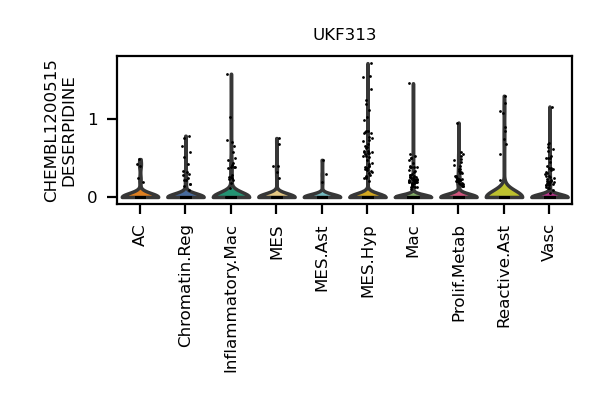 UKF313
CHEMBL1200515
DESERPIDINE
1
0
AC
Chromatin.Reg
Inflammatory.Mac
MES
MES.Ast
MES.Hyp
Mac
Prolif.Metab
Reactive.Ast
Vasc